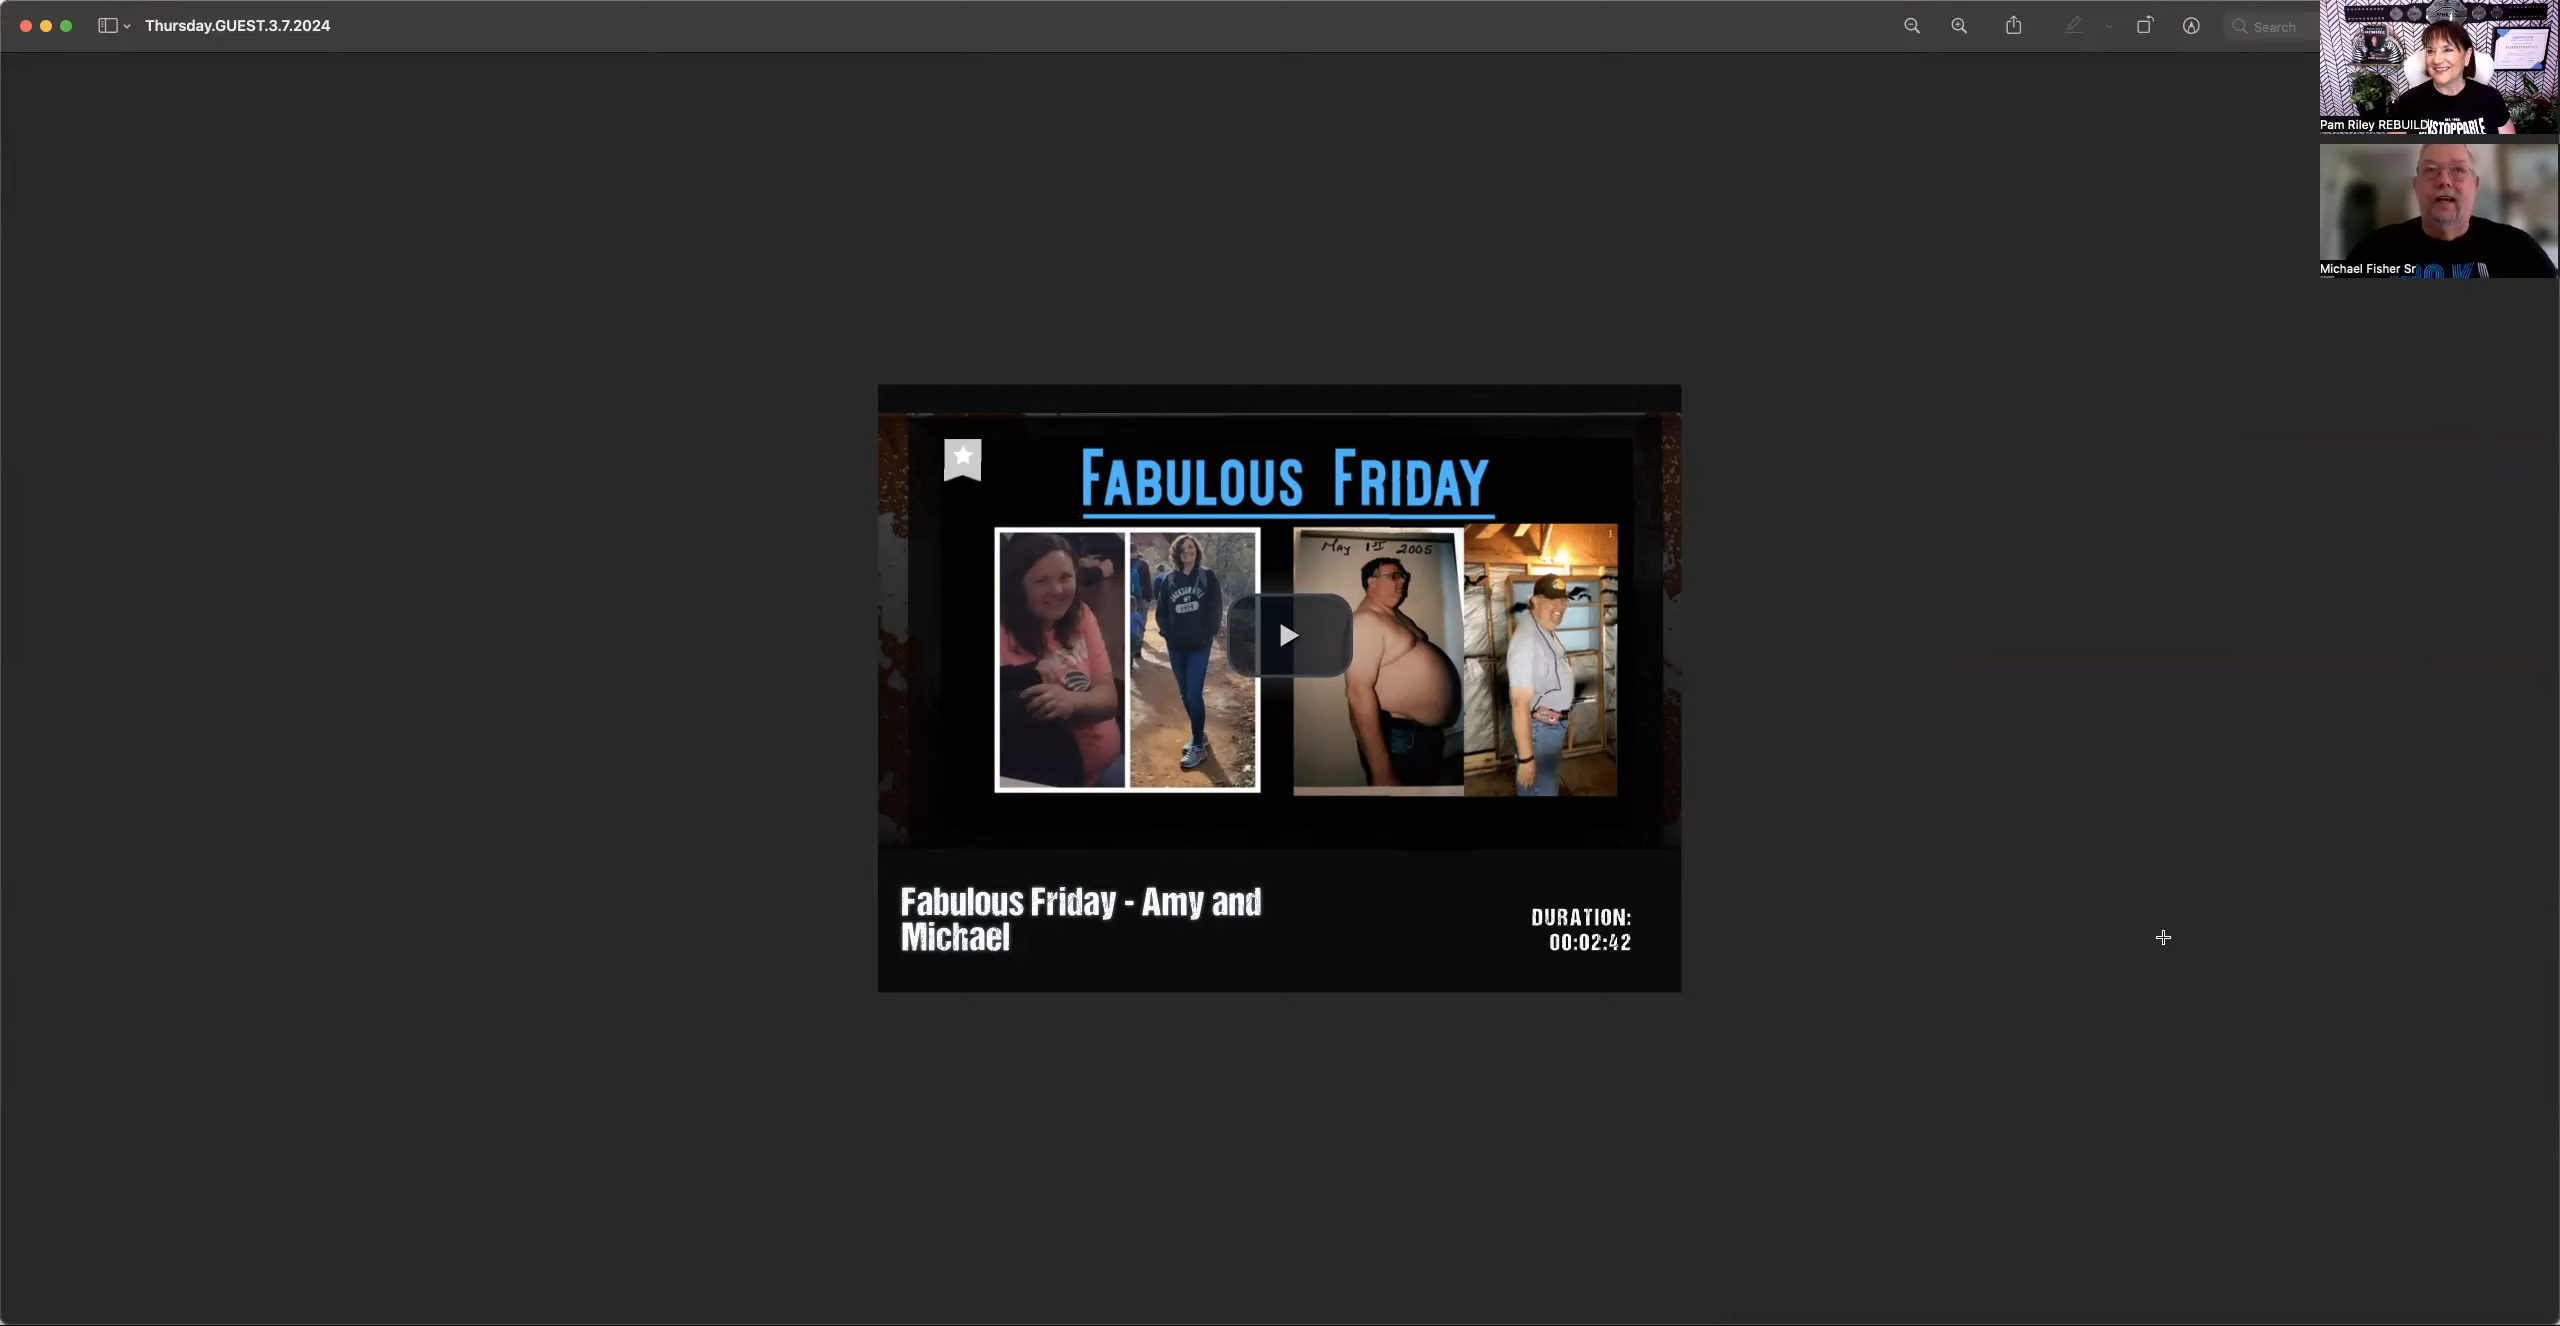 Thursday.GUEST.3.7.2024
Search
Pam Riley REBUILD
Michael Fisher Sr
FABULOUS FRIDAY
MAY 1ST 2005
Fabulous Friday - Amy and
Michael
DURATION:
00:02:42